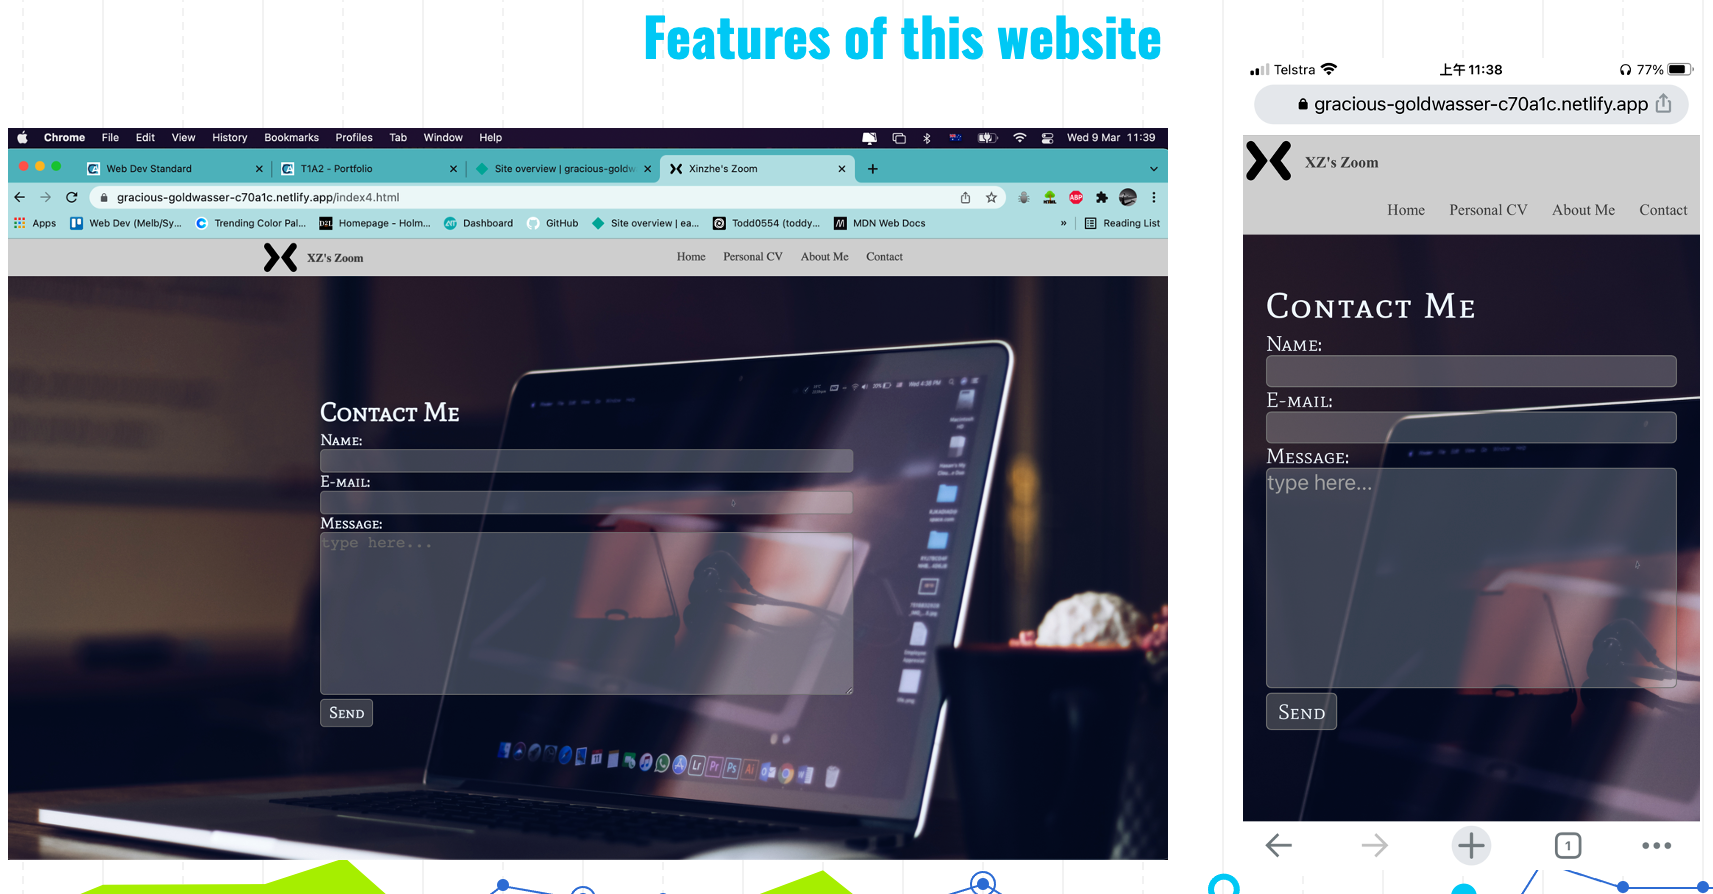 Features of this website
Chrome File Edit View History Bookmarks Profiles Tab Window Help Wed 9 Mar 11:39
Web Dev Standard T1A2 - Portfolio Site overview | gracious-goldw Xinzhe's Zoom
gracious-goldwasser-c70a1c.netlify.app/index4.html
Apps Web Dev (Melb/Sy... Trending Color Pal... Homepage - Holm... Dashboard GitHub Site overview | ea... Todd0554 (toddy... MDN Web Docs » Reading List
XZ's Zoom Home Personal CV About Me Contact
Contact Me
Name:
E-mail:
Message:
type here...
Send
Lr Pr Ps Ai
Telstra 上午 11:38 77%
gracious-goldwasser-c70a1c.netlify.app
XZ's Zoom
Home Personal CV About Me Contact
Contact Me
Name:
E-mail:
Message:
type here...
Send
1